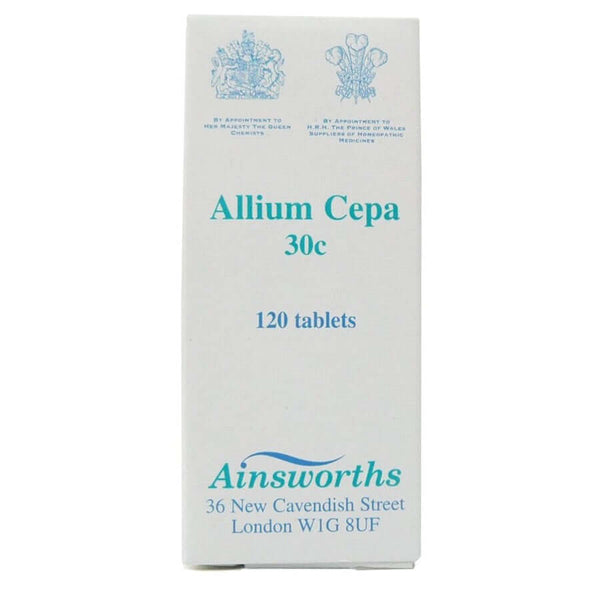 BY APPOINTMENT TO
HER MAJESTY THE QUEEN
CHEMISTS
BY APPOINTMENT TO
H.R.H. THE PRINCE OF WALES
SUPPLIERS OF HOMŒOPATHIC
MEDICINES
Allium Cepa
30c
120 tablets
Ainsworths
36 New Cavendish Street
London W1G 8UF